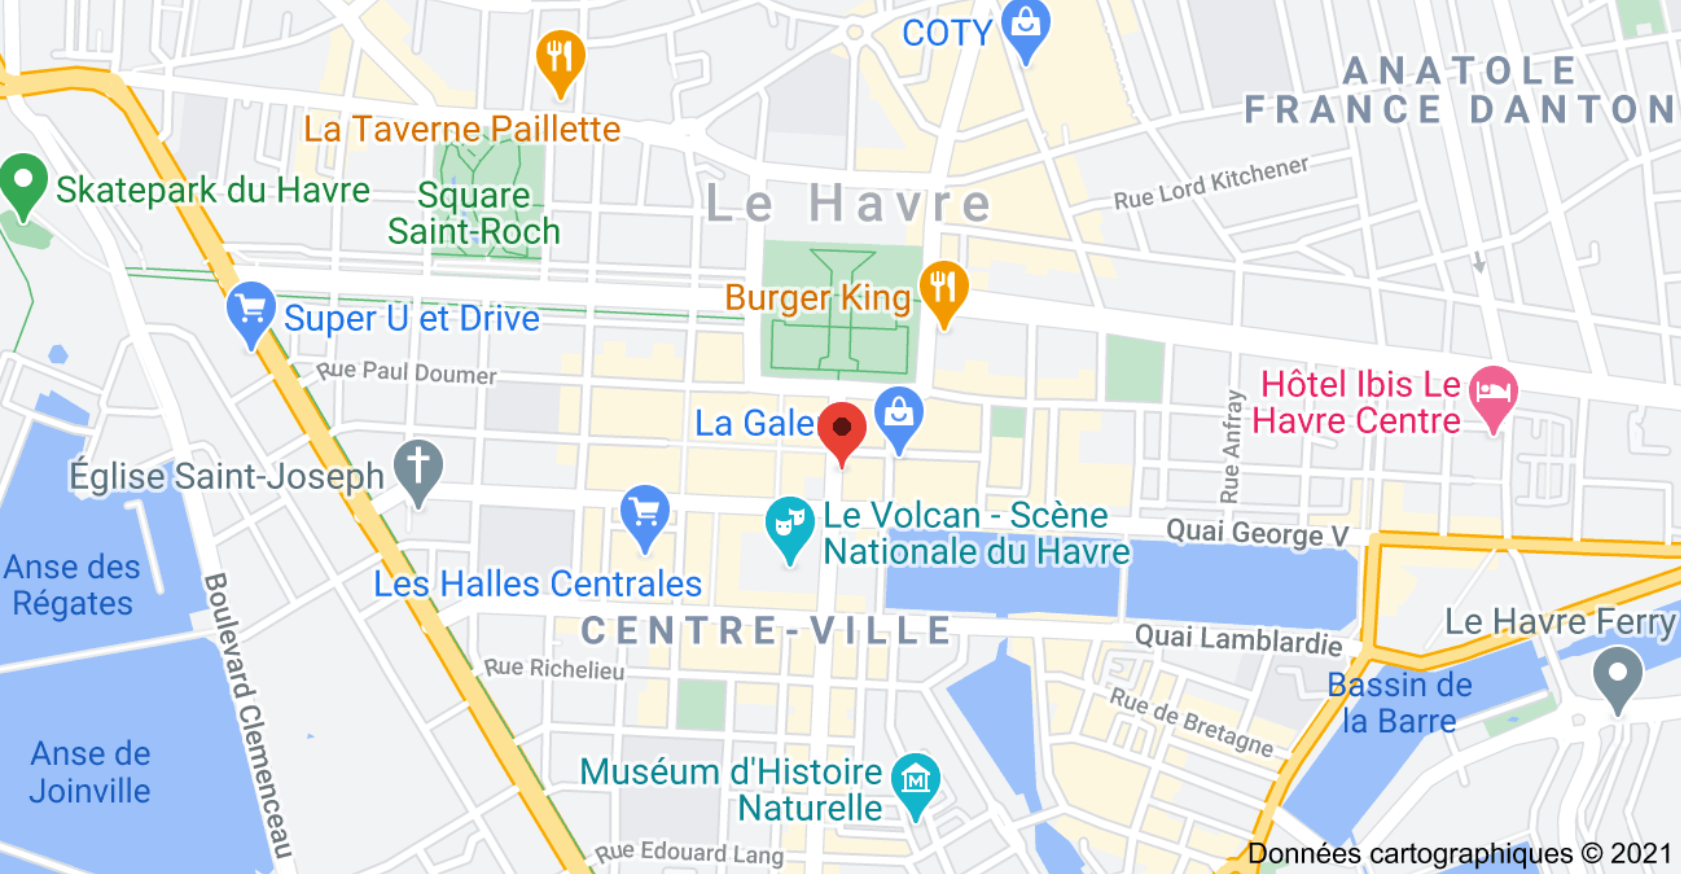 COTY
ANATOLE
FRANCE DANTON
La Taverne Paillette
Skatepark du Havre
Square
Saint-Roch
Le Havre
Rue Lord Kitchener
Burger King
Super U et Drive
Rue Paul Doumer
Hôtel Ibis Le
Havre Centre
La Gale
Rue Anfray
Église Saint-Joseph
Le Volcan - Scène
Nationale du Havre
Quai George V
Anse des
Régates
Les Halles Centrales
Boulevard Clemenceau
CENTRE-VILLE
Quai Lamblardie
Le Havre Ferry
Rue Richelieu
Bassin de
la Barre
Rue de Bretagne
Anse de
Joinville
Muséum d'Histoire
Naturelle
M
Rue Edouard Lang
Données cartographiques © 2021